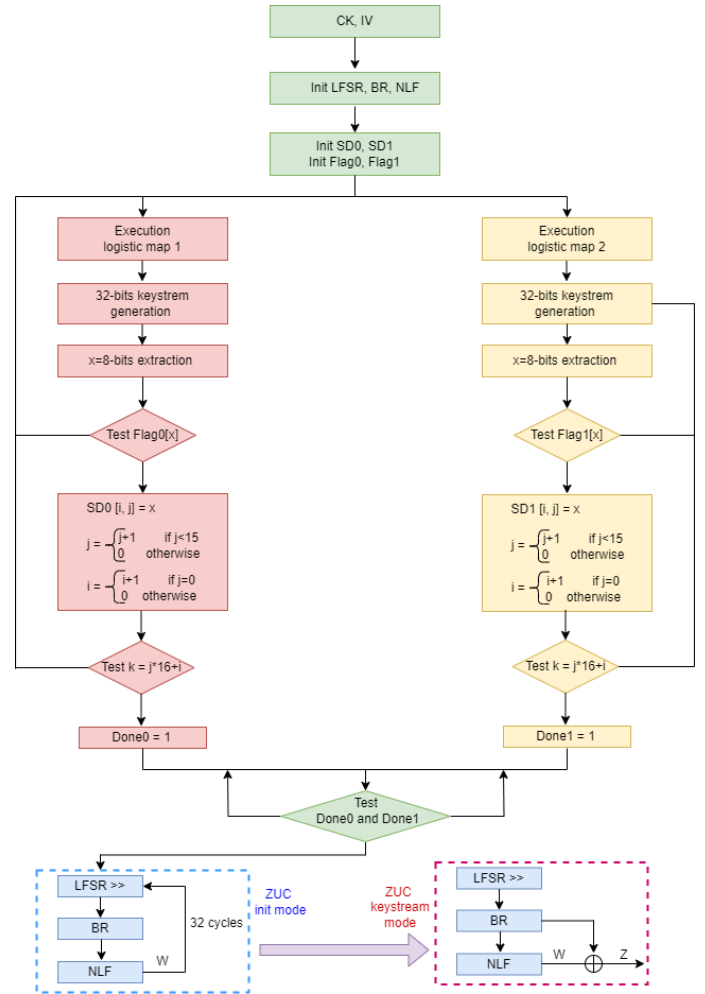 CK, IV
Init LFSR, BR, NLF
Init SD0, SD1
Init Flag0, Flag1
Execution
logistic map 1
32-bits keystrem
generation
x=8-bits extraction
Test Flag0[x]
SD0 [i, j] = x
j = { j+1 if j<15
0 otherwise
i = { i+1 if j=0
0 otherwise
Test k = j*16+i
Done0 = 1
Execution
logistic map 2
32-bits keystrem
generation
x=8-bits extraction
Test Flag1[x]
SD1 [i, j] = x
j = { j+1 if j<15
0 otherwise
i = { i+1 if j=0
0 otherwise
Test k = j*16+i
Done1 = 1
Test
Done0 and Done1
LFSR >>
BR
NLF
W
32 cycles
ZUC
init mode
ZUC
keystream
mode
LFSR >>
BR
NLF
W
Z